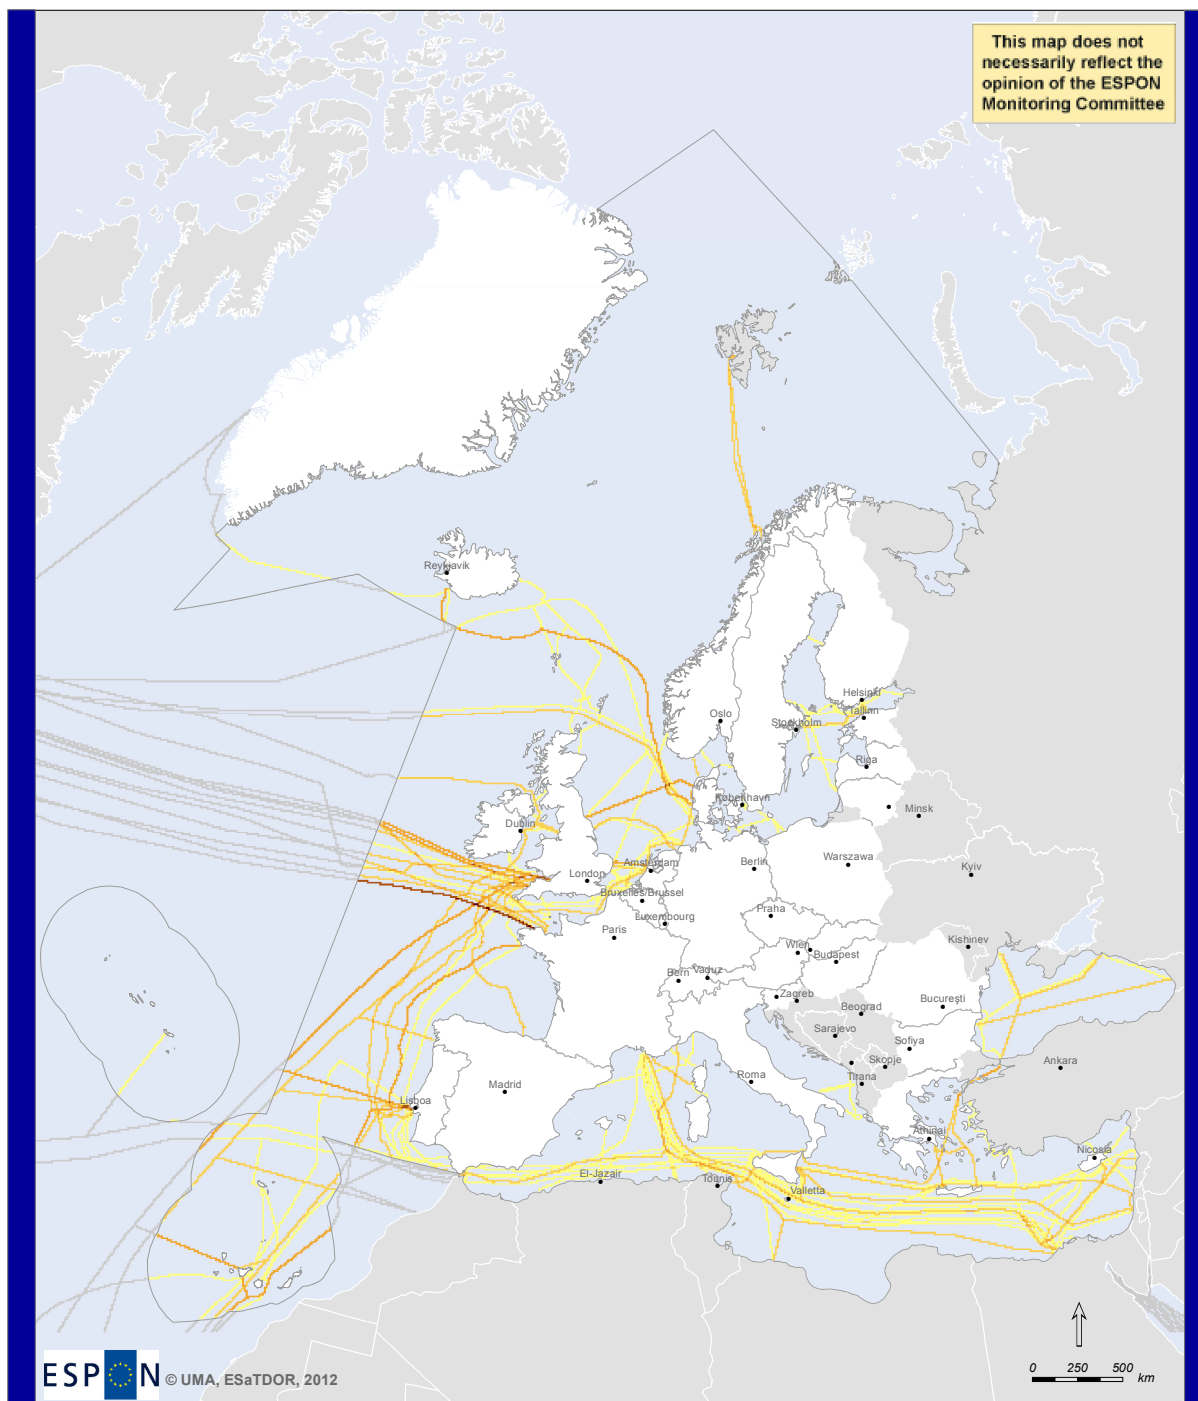 This map does not
necessarily reflect the
opinion of the ESPON
Monitoring Committee
Reykjavik
Helsinki
Oslo
Tallinn
Stockholm
Riga
København
Minsk
Dublin
Amsterdam
Berlin
Warszawa
London
Kyiv
Bruxelles/Brussel
Luxembourg
Praha
Paris
Wien
Budapest
Kishinev
Bern
Vaduz
Zagreb
Beograd
Bucureşti
Sarajevo
Sofiya
Skopje
Ankara
Roma
Tirana
Madrid
Lisboa
Athinai
Nicosia
El-Jazair
Tounis
Valletta
0 250 500
km
ESPON
© UMA, ESaTDOR, 2012